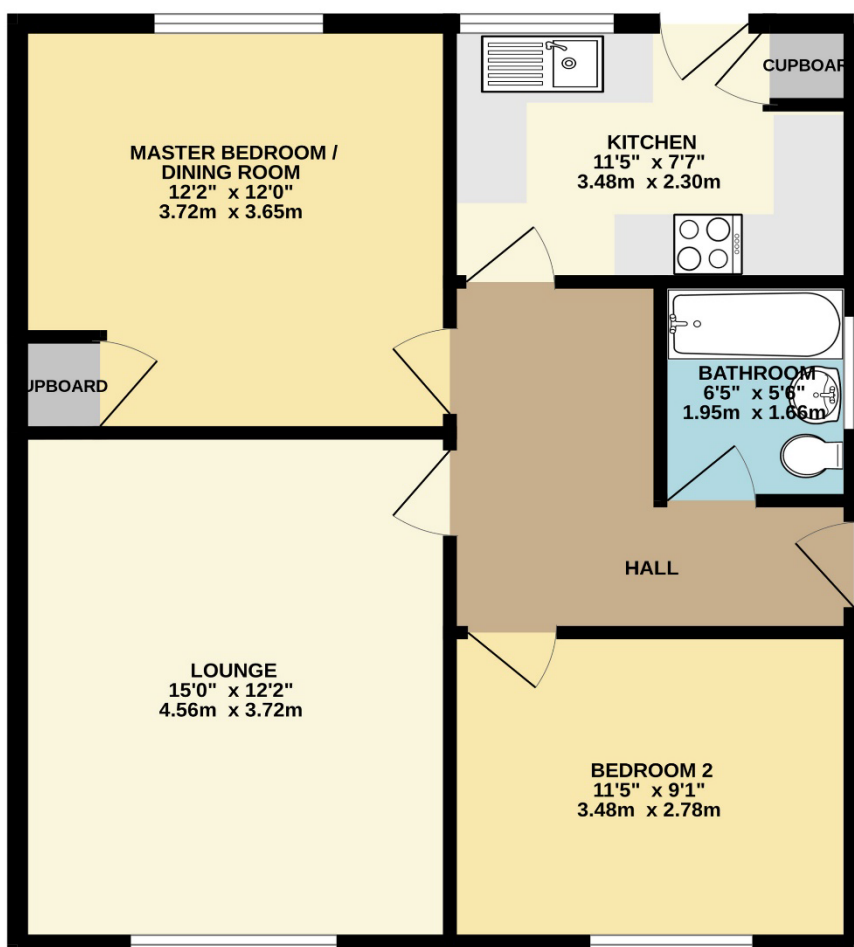 MASTER BEDROOM /
DINING ROOM
12'2" x 12'0"
3.72m x 3.65m
KITCHEN
11'5" x 7'7"
3.48m x 2.30m
CUPBOAR
UPBOARD
BATHROOM
6'5" x 5'6"
1.95m x 1.66m
HALL
LOUNGE
15'0" x 12'2"
4.56m x 3.72m
BEDROOM 2
11'5" x 9'1"
3.48m x 2.78m